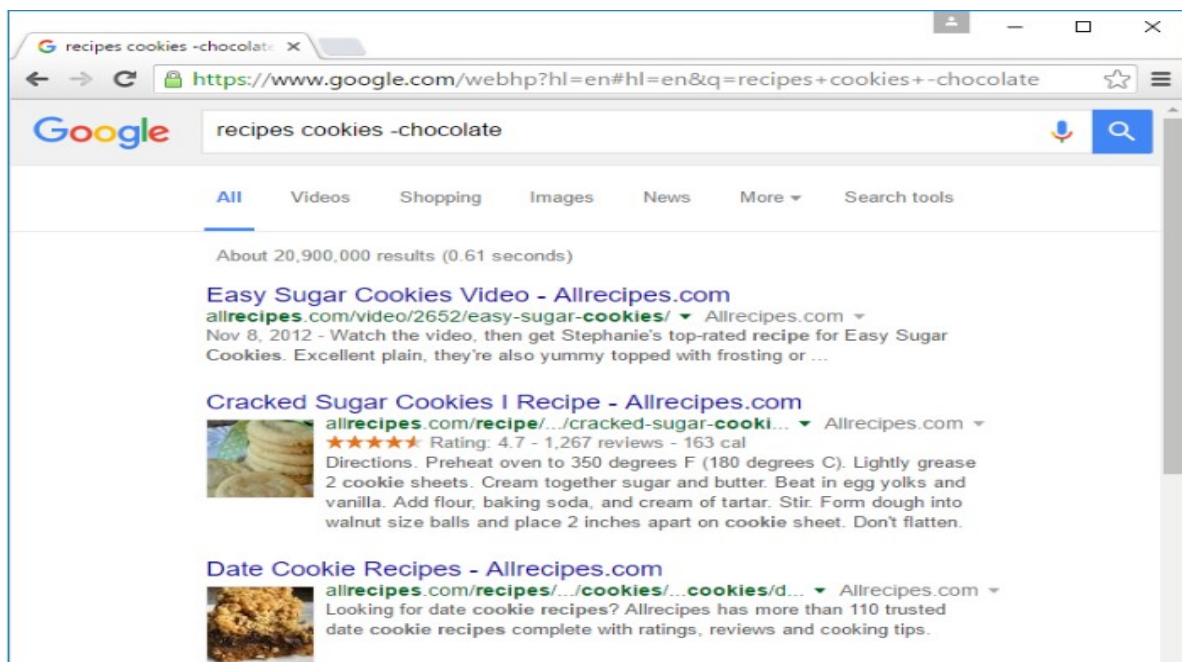 recipes cookies -chocolate
https://www.google.com/webhp?hl=en#hl=en&q=recipes+cookies+-chocolate
Google recipes cookies -chocolate
All Videos Shopping Images News More Search tools
About 20,900,000 results (0.61 seconds)
Easy Sugar Cookies Video - Allrecipes.com
allrecipes.com/video/2652/easy-sugar-cookies/ Allrecipes.com
Nov 8, 2012 - Watch the video, then get Stephanie's top-rated recipe for Easy Sugar
Cookies. Excellent plain, they're also yummy topped with frosting or ...
Cracked Sugar Cookies I Recipe - Allrecipes.com
allrecipes.com/recipe/.../cracked-sugar-cooki... Allrecipes.com
Rating: 4.7 - 1,267 reviews - 163 cal
Directions. Preheat oven to 350 degrees F (180 degrees C). Lightly grease
2 cookie sheets. Cream together sugar and butter. Beat in egg yolks and
vanilla. Add flour, baking soda, and cream of tartar. Stir. Form dough into
walnut size balls and place 2 inches apart on cookie sheet. Don't flatten.
Date Cookie Recipes - Allrecipes.com
allrecipes.com/recipes/.../cookies/...cookies/d... Allrecipes.com
Looking for date cookie recipes? Allrecipes has more than 110 trusted
date cookie recipes complete with ratings, reviews and cooking tips.